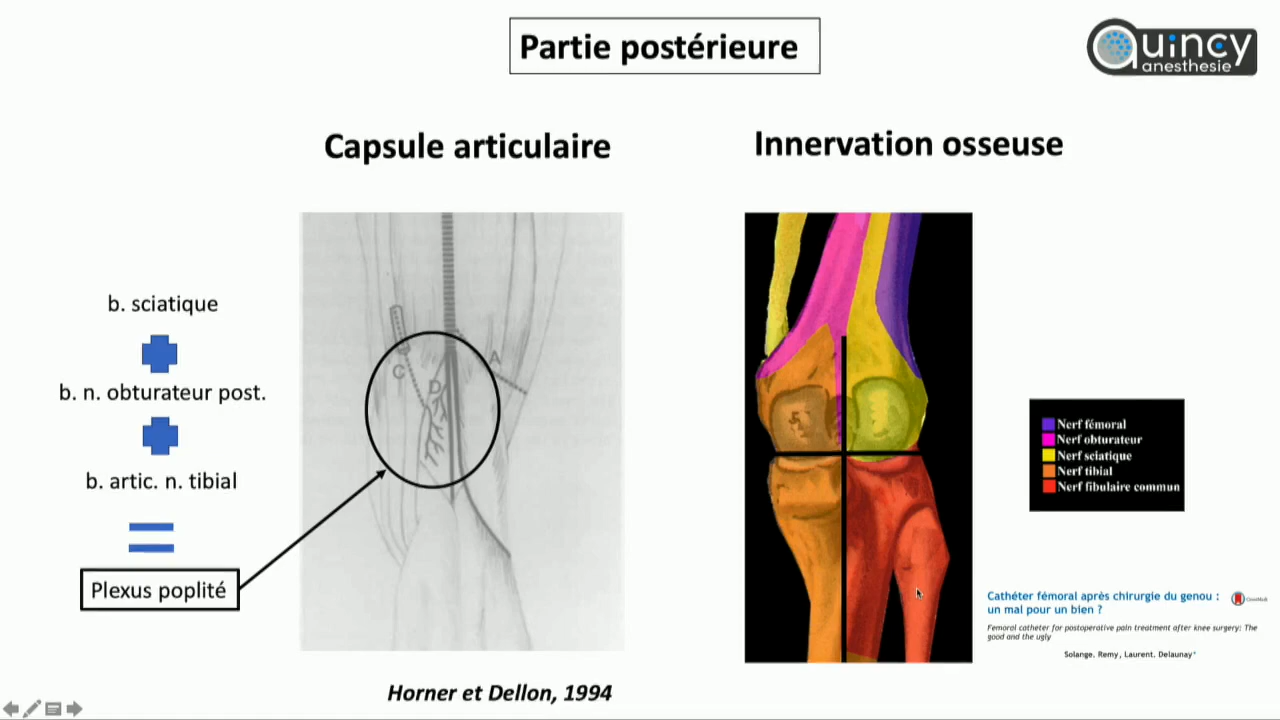 Partie postérieure
Quincy
anesthesie
Capsule articulaire
Innervation osseuse
b. sciatique
b. n. obturateur post.
b. artic. n. tibial
Plexus poplité
A
C
D
Nerf fémoral
Nerf obturateur
Nerf sciatique
Nerf tibial
Nerf fibulaire commun
Cathéter fémoral après chirurgie du genou :
un mal pour un bien ?
Femoral catheter for postoperative pain treatment after knee surgery: The
good and the ugly
Solange. Remy, Laurent. Delaunay*
Horner et Dellon, 1994